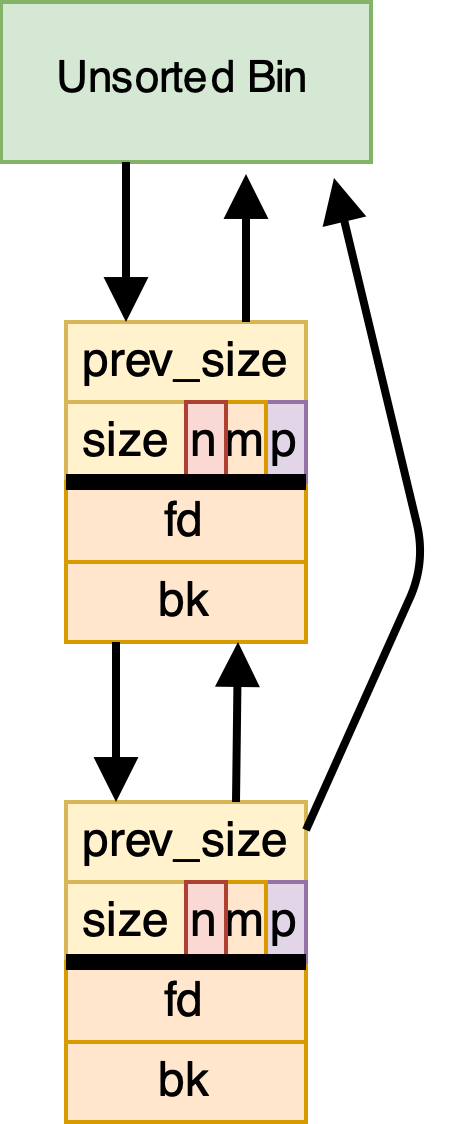 Unsorted Bin
prev_size
size n m p
fd
bk
prev_size
size n m p
fd
bk